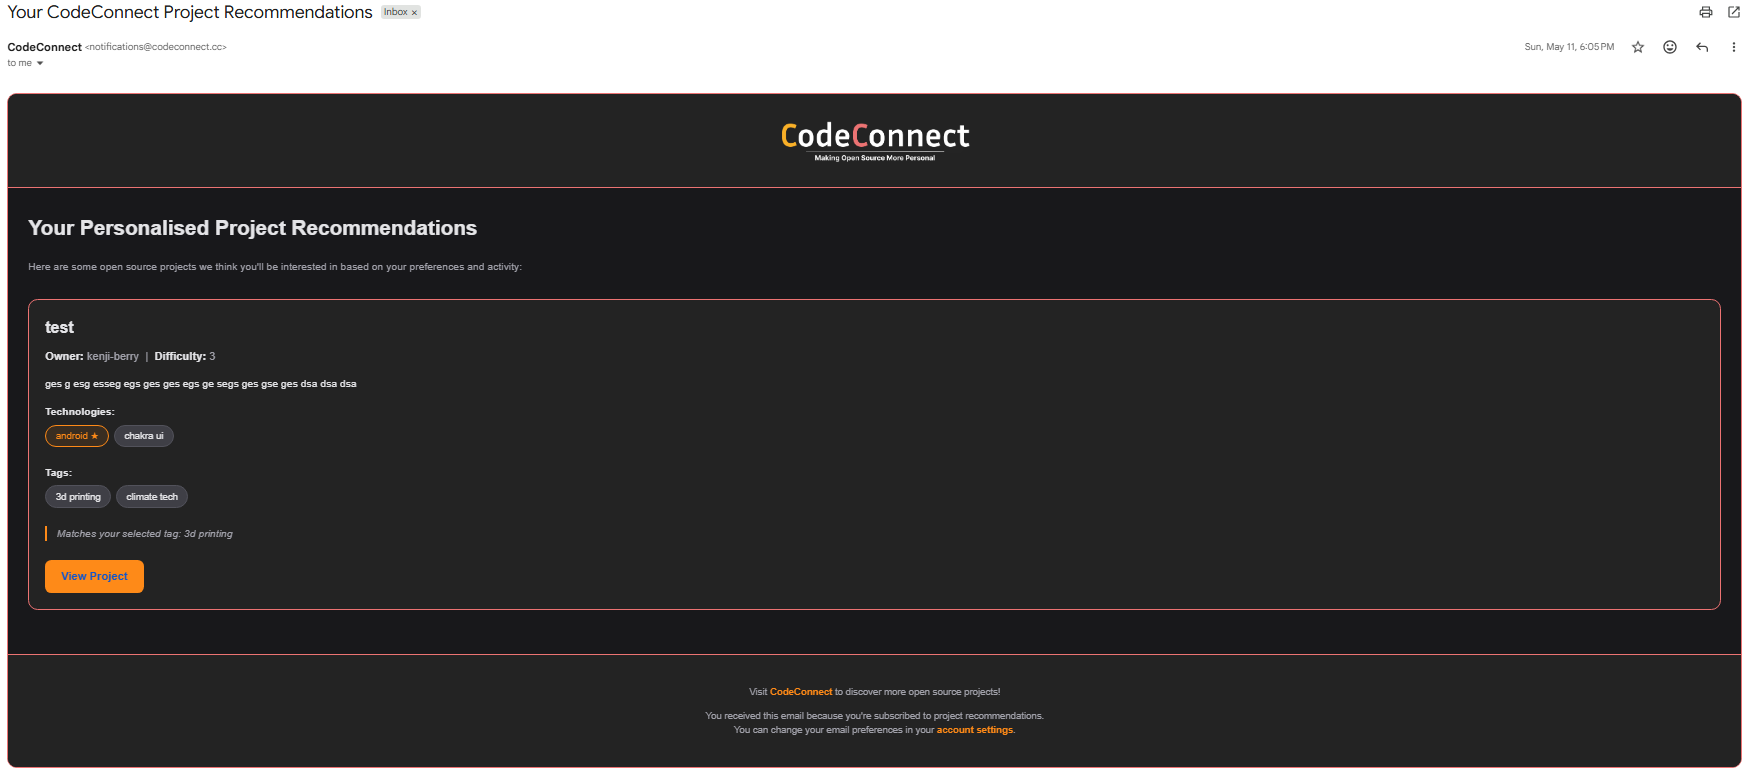 Your CodeConnect Project Recommendations Inbox ×
CodeConnect <notifications@codeconnect.cc> Sun, May 11, 6:05 PM
to me
CodeConnect
Making Open Source More Personal
Your Personalised Project Recommendations
Here are some open source projects we think you'll be interested in based on your preferences and activity:
test
Owner: kenji-berry | Difficulty: 3
ges g esg esseg egs ges ges egs ge segs ges gse ges dsa dsa dsa
Technologies:
android ★ chakra ui
Tags:
3d printing climate tech
Matches your selected tag: 3d printing
View Project
Visit CodeConnect to discover more open source projects!
You received this email because you're subscribed to project recommendations.
You can change your email preferences in your account settings.